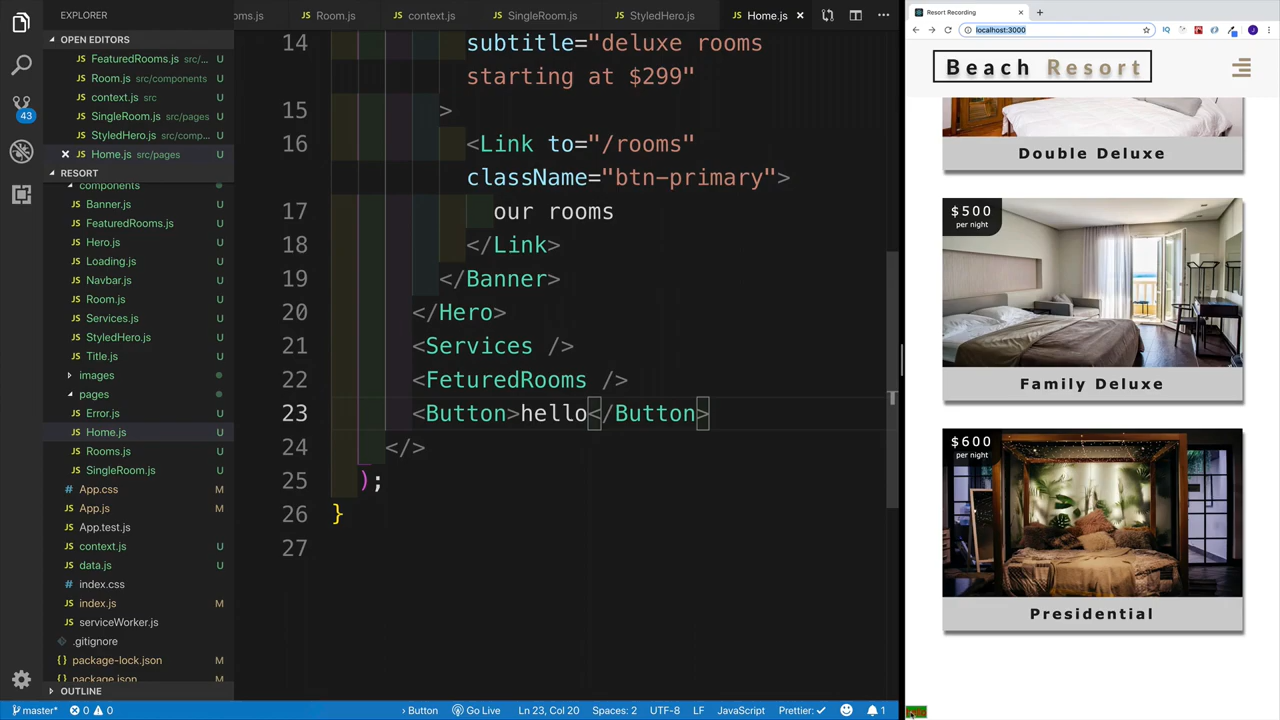 EXPLORER
OPEN EDITORS
FeaturedRooms.js src/...
Room.js src/components
context.js src
SingleRoom.js src/pages
StyledHero.js src/comp...
Home.js src/pages
43
RESORT
components
Banner.js U
FeaturedRooms.js U
Hero.js U
Loading.js U
Navbar.js U
Room.js U
Services.js U
StyledHero.js U
Title.js U
images
pages
Error.js U
Home.js U
Rooms.js U
SingleRoom.js U
App.css M
App.js M
App.test.js
context.js U
data.js U
index.css
index.js M
serviceWorker.js
.gitignore
package-lock.json M
package.json M
OUTLINE
oms.js Room.js context.js SingleRoom.js StyledHero.js Home.js
14 subtitle="deluxe rooms
starting at $299"
15 >
16 <Link to="/rooms"
className="btn-primary">
17 our rooms
18 </Link>
19 </Banner>
20 </Hero>
21 <Services />
22 <FeturedRooms />
23 <Button>hello</Button>
24 </>
25 );
26 }
27
master* 0 0 Button Go Live Ln 23, Col 20 Spaces: 2 UTF-8 LF JavaScript Prettier: ✓ 1
Resort Recording
localhost:3000
Beach Resort
Double Deluxe
$500
per night
Family Deluxe
$600
per night
Presidential